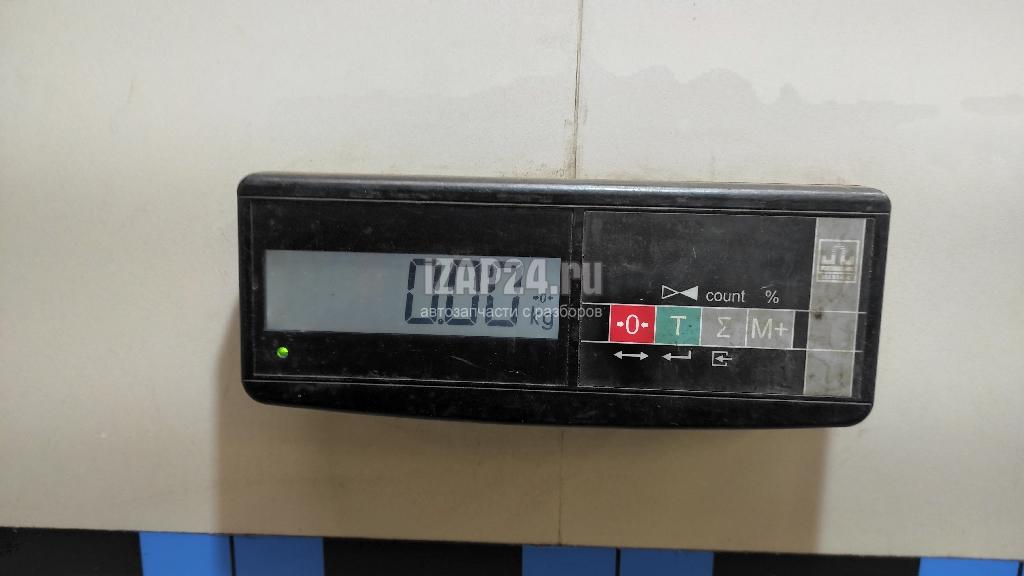 0.00
→0←
kg
iZAP24.ru
автозапчасти с разборов
count %
→0← T Σ M+